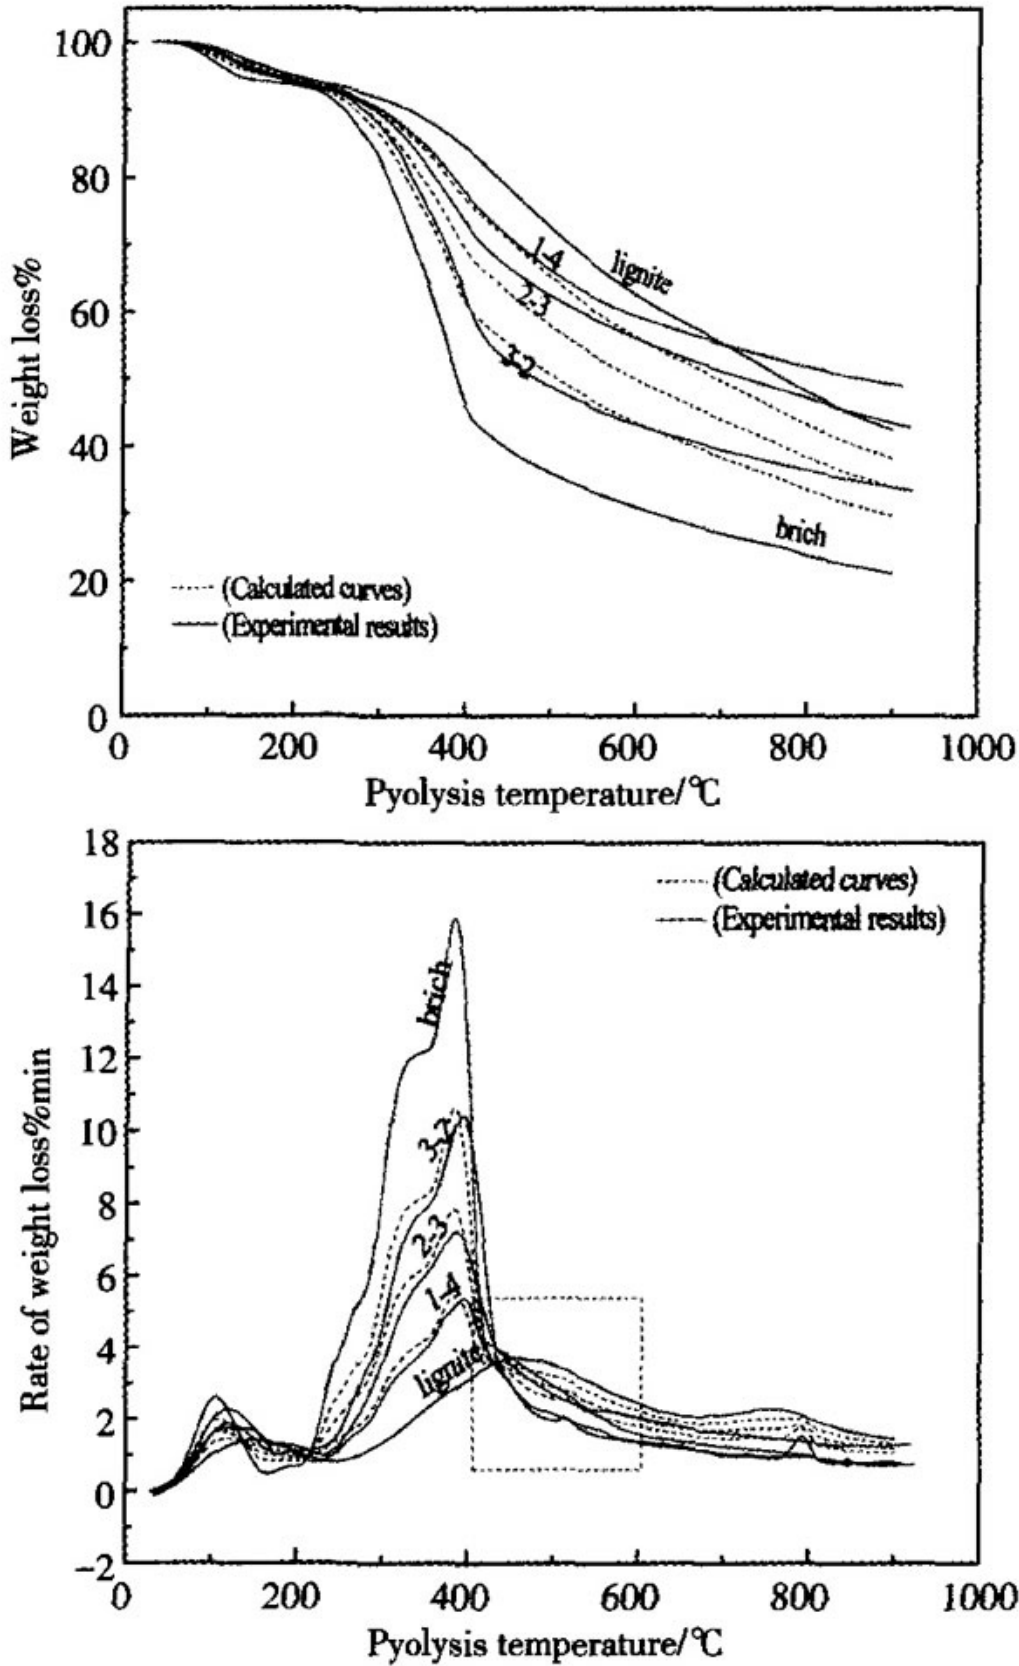 100
80
60
40
20
0
Weight loss%
1-4
lignite
2-3
3-2
brich
(Calculated curves)
(Experimental results)
0 200 400 600 800 1000
Pyolysis temperature/°C
18
16
14
12
10
8
6
4
2
0
-2
Rate of weight loss%min
(Calculated curves)
(Experimental results)
brich
3-2
2-3
1-4
lignite
0 200 400 600 800 1000
Pyolysis temperature/°C